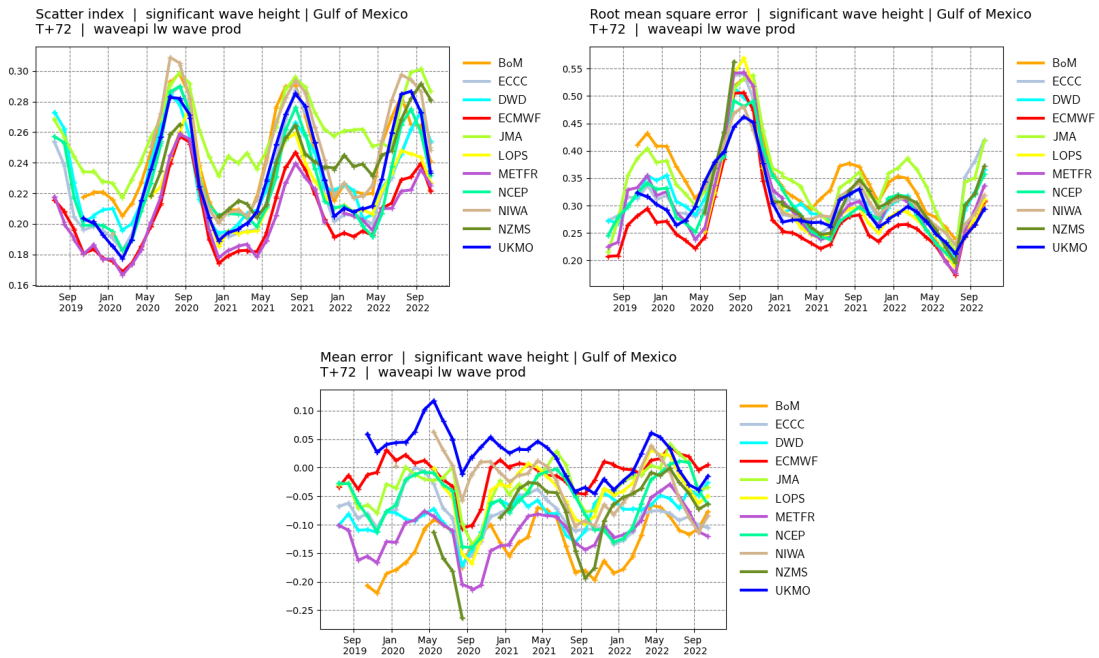 Scatter index | significant wave height | Gulf of Mexico
T+72 | waveapi lw wave prod
0.30
0.28
0.26
0.24
0.22
0.20
0.18
0.16
Sep
2019
Jan
2020
May
2020
Sep
2020
Jan
2021
May
2021
Sep
2021
Jan
2022
May
2022
Sep
2022
BoM
ECCC
DWD
ECMWF
JMA
LOPS
METFR
NCEP
NIWA
NZMS
UKMO
Root mean square error | significant wave height | Gulf of Mexico
T+72 | waveapi lw wave prod
0.55
0.50
0.45
0.40
0.35
0.30
0.25
0.20
Sep
2019
Jan
2020
May
2020
Sep
2020
Jan
2021
May
2021
Sep
2021
Jan
2022
May
2022
Sep
2022
BoM
ECCC
DWD
ECMWF
JMA
LOPS
METFR
NCEP
NIWA
NZMS
UKMO
Mean error | significant wave height | Gulf of Mexico
T+72 | waveapi lw wave prod
0.10
0.05
0.00
−0.05
−0.10
−0.15
−0.20
−0.25
Sep
2019
Jan
2020
May
2020
Sep
2020
Jan
2021
May
2021
Sep
2021
Jan
2022
May
2022
Sep
2022
BoM
ECCC
DWD
ECMWF
JMA
LOPS
METFR
NCEP
NIWA
NZMS
UKMO